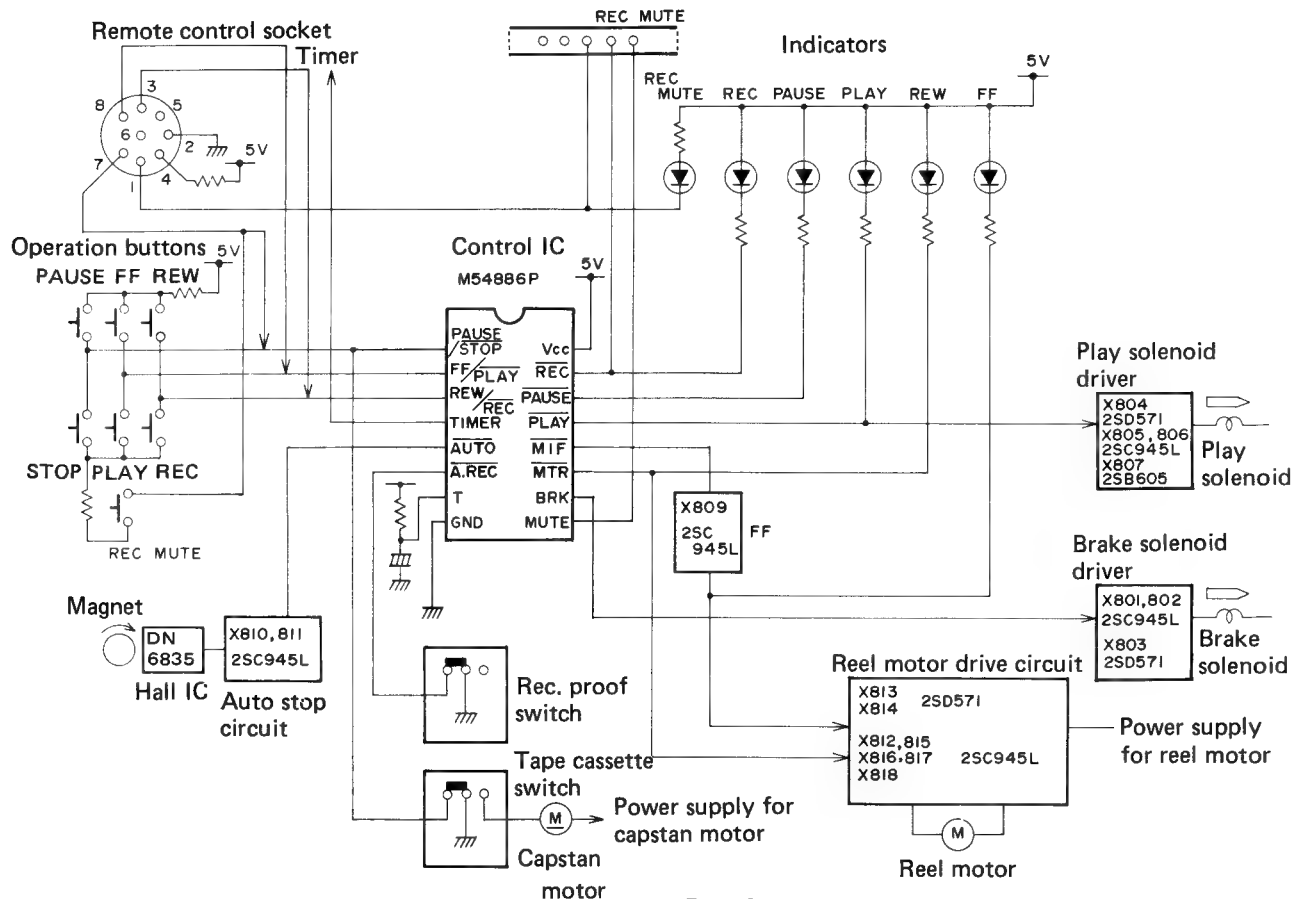 REC MUTE
Remote control socket
Timer
Indicators
5V
REC
MUTE REC PAUSE PLAY REW FF
3
8
5
6
2
7
1
4
5V
Operation buttons
5V
PAUSE FF REW
Control IC
M54886P
5V
PAUSE
/STOP
FF/PLAY
REW/REC
TIMER
AUTO
A.REC
T
GND
Vcc
REC
PAUSE
PLAY
MIF
MTR
BRK
MUTE
STOP PLAY REC
REC MUTE
Play solenoid
driver
X804
2SD571
X805,806
2SC945L
X807
2SB605
Play
solenoid
X809
2SC
945L
FF
Brake solenoid
driver
X801,802
2SC945L
X803
2SD571
Brake
solenoid
Magnet
DN
6835
Hall IC
X810,811
2SC945L
Auto stop
circuit
Rec. proof
switch
Reel motor drive circuit
X813
X814
2SD571
X812,815
X816,817
X818
2SC945L
Power supply
for reel motor
M
Reel motor
Tape cassette
switch
M
Power supply for
capstan motor
Capstan
motor